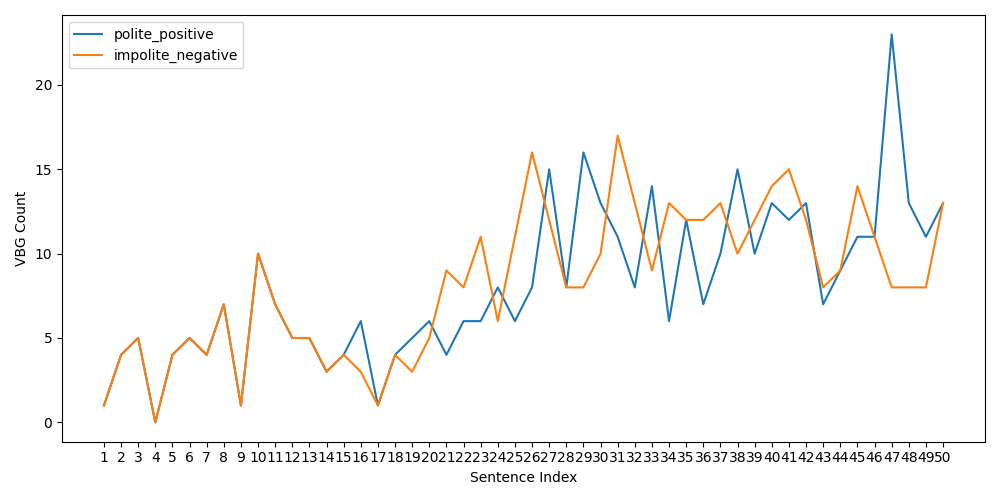 polite_positive
impolite_negative
VBG Count
20
15
10
5
0
1 2 3 4 5 6 7 8 9 10 11 12 13 14 15 16 17 18 19 20 21 22 23 24 25 26 27 28 29 30 31 32 33 34 35 36 37 38 39 40 41 42 43 44 45 46 47 48 49 50
Sentence Index